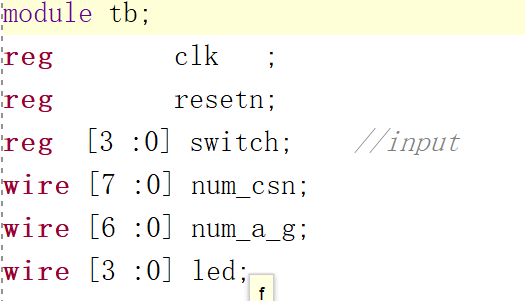 module tb;
reg clk ;
reg resetn;
reg [3 :0] switch; //input
wire [7 :0] num_csn;
wire [6 :0] num_a_g;
wire [3 :0] led;
f